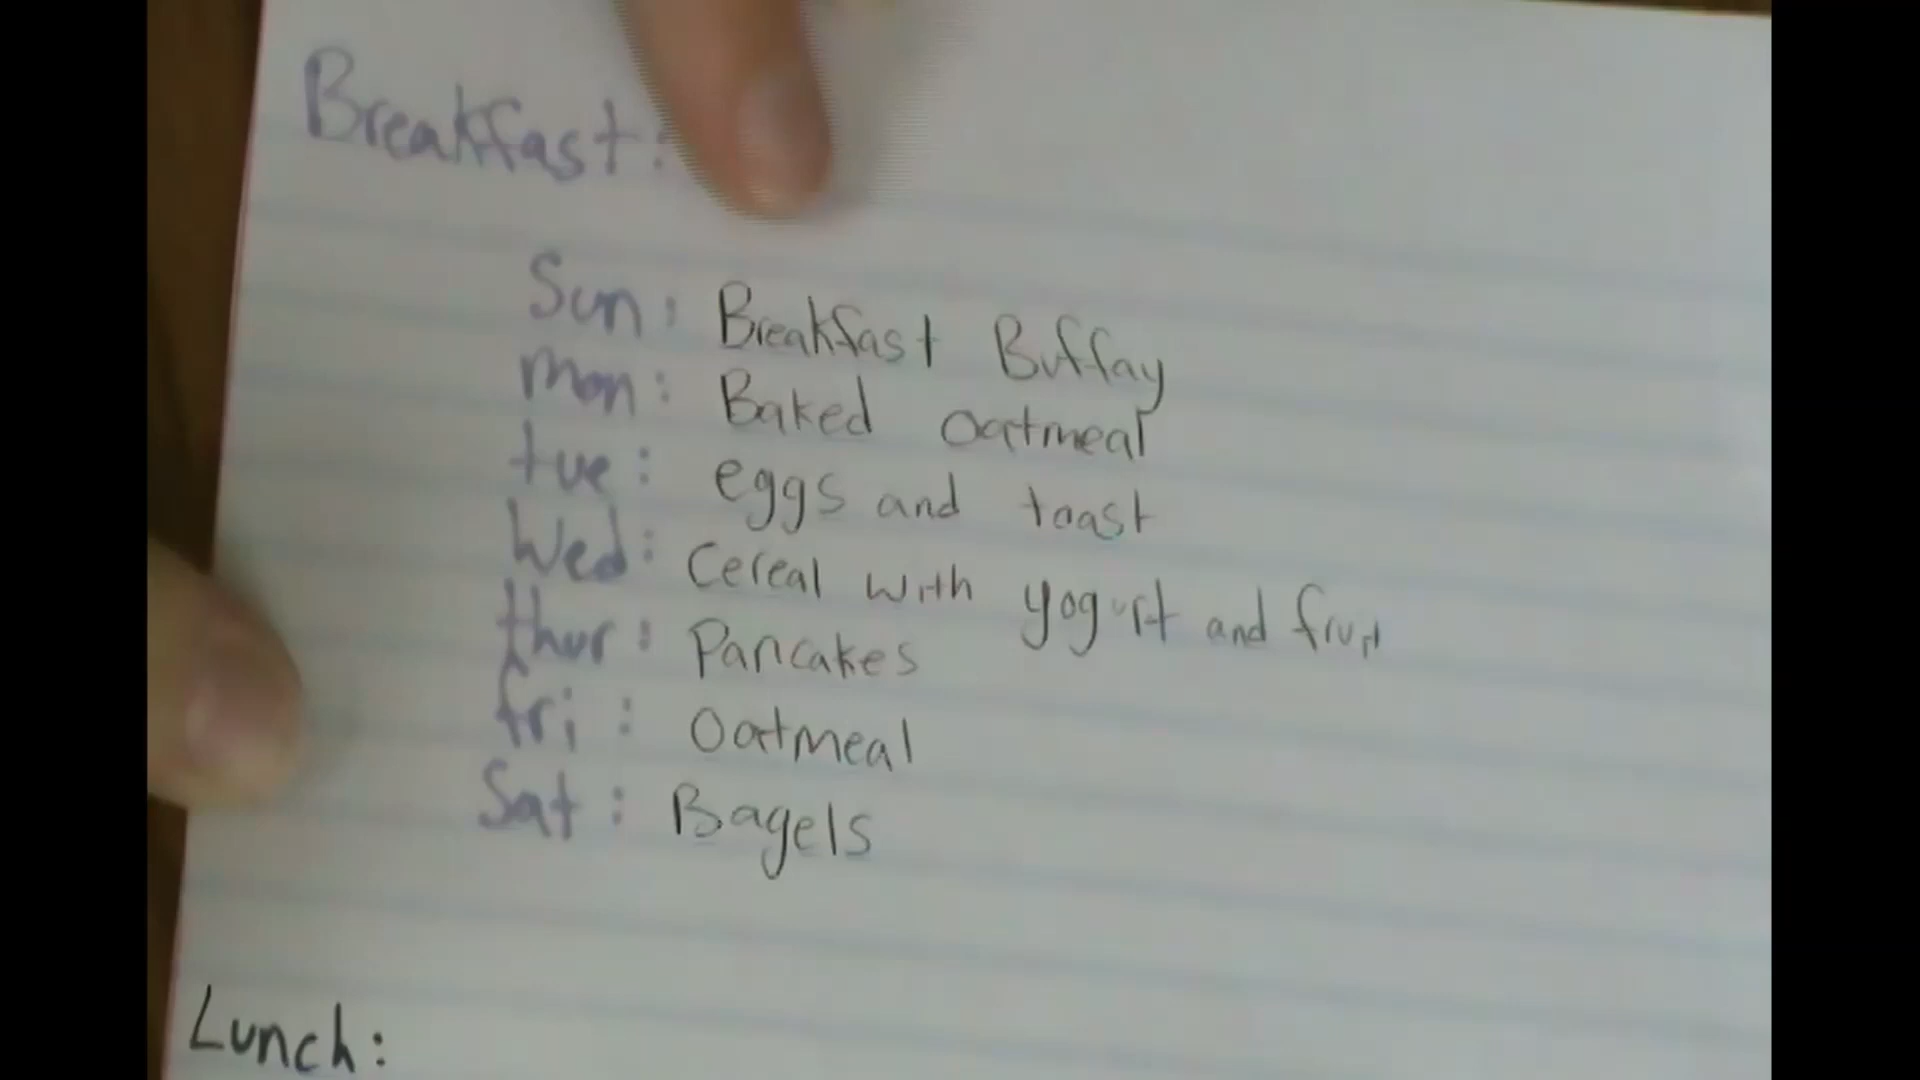 Breakfast:
Sun: Breakfast Buffay
Mon: Baked oatmeal
tue: eggs and toast
Wed: Cereal with yogurt and fruit
thur: Pancakes
fri: Oatmeal
Sat: Bagels
Lunch: